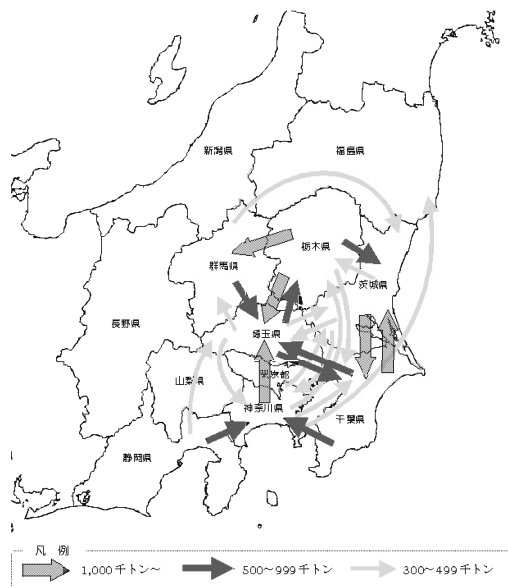 新潟県
福島県
栃木県
群馬県
茨城県
長野県
埼玉県
山梨県
東京都
神奈川県
千葉県
静岡県
凡 例
1,000千トン〜
500〜999千トン
300〜499千トン